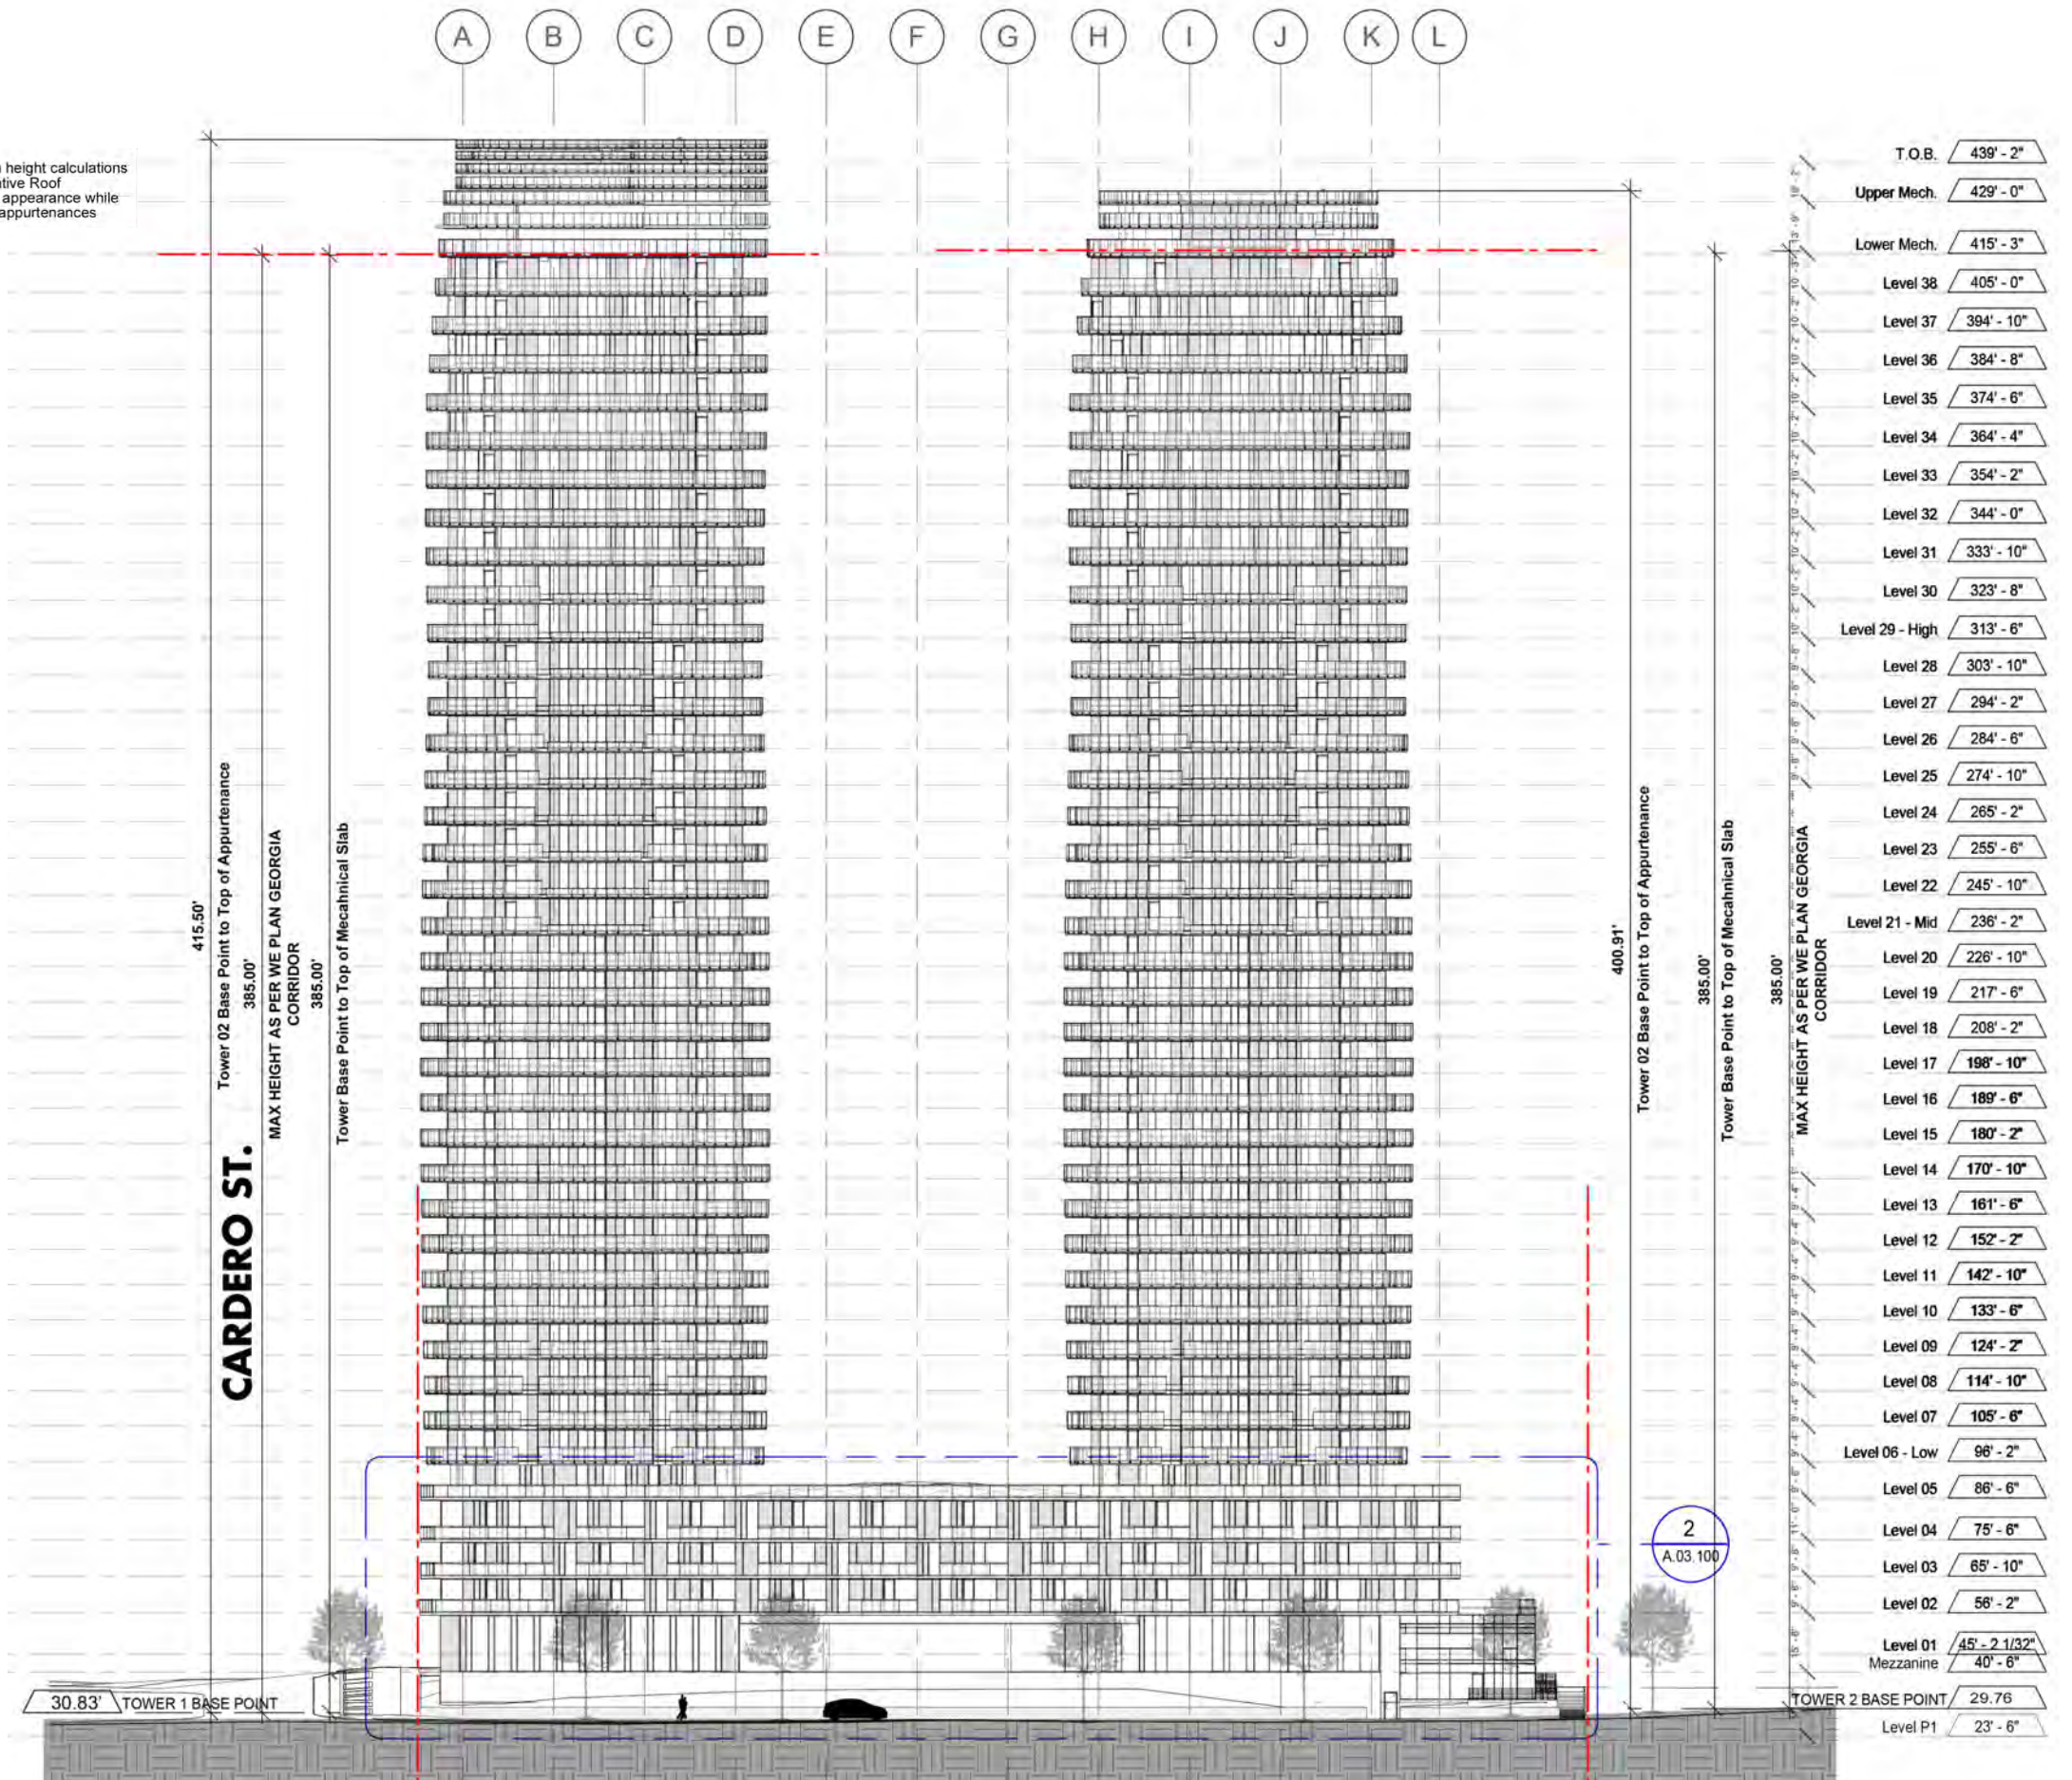 A B C D E F G H I J K L
height calculations
ative Roof
appearance while
appurtenances
T.O.B. 439' - 2"
Upper Mech. 429' - 0"
Lower Mech. 415' - 3"
Level 38 405' - 0"
Level 37 394' - 10"
Level 36 384' - 8"
Level 35 374' - 6"
Level 34 364' - 4"
Level 33 354' - 2"
Level 32 344' - 0"
Level 31 333' - 10"
Level 30 323' - 8"
Level 29 - High 313' - 6"
Level 28 303' - 10"
Level 27 294' - 2"
Level 26 284' - 6"
Level 25 274' - 10"
Level 24 265' - 2"
Level 23 255' - 6"
Level 22 245' - 10"
Level 21 - Mid 236' - 2"
Level 20 226' - 10"
Level 19 217' - 6"
Level 18 208' - 2"
Level 17 198' - 10"
Level 16 189' - 6"
Level 15 180' - 2"
Level 14 170' - 10"
Level 13 161' - 6"
Level 12 152' - 2"
Level 11 142' - 10"
Level 10 133' - 6"
Level 09 124' - 2"
Level 08 114' - 10"
Level 07 105' - 6"
Level 06 - Low 96' - 2"
Level 05 86' - 6"
Level 04 75' - 6"
Level 03 65' - 10"
Level 02 56' - 2"
Level 01 45' - 2 1/32"
Mezzanine 40' - 6"
TOWER 2 BASE POINT 29.76
Level P1 23' - 6"
415.50'
Tower 02 Base Point to Top of Appurtenance
385.00'
MAX HEIGHT AS PER WE PLAN GEORGIA
CORRIDOR
385.00'
Tower Base Point to Top of Mecahnical Slab
CARDERO ST.
400.91'
Tower 02 Base Point to Top of Appurtenance
385.00'
Tower Base Point to Top of Mecahnical Slab
385.00'
MAX HEIGHT AS PER WE PLAN GEORGIA
CORRIDOR
2
A.03.100
30.83' TOWER 1 BASE POINT